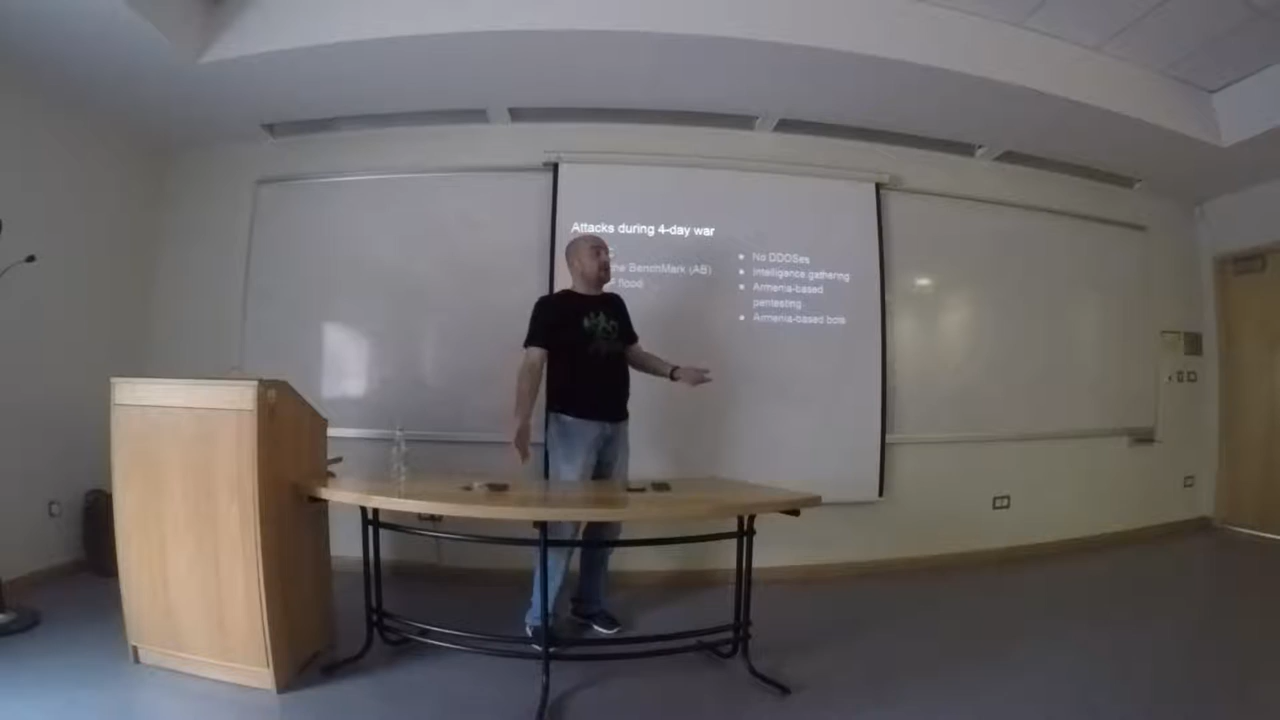 Attacks during 4-day war
BenchMark (AB)
flood
No DDOSes
Intelligence gathering
Armenia-based
pentesting
Armenia-based bots